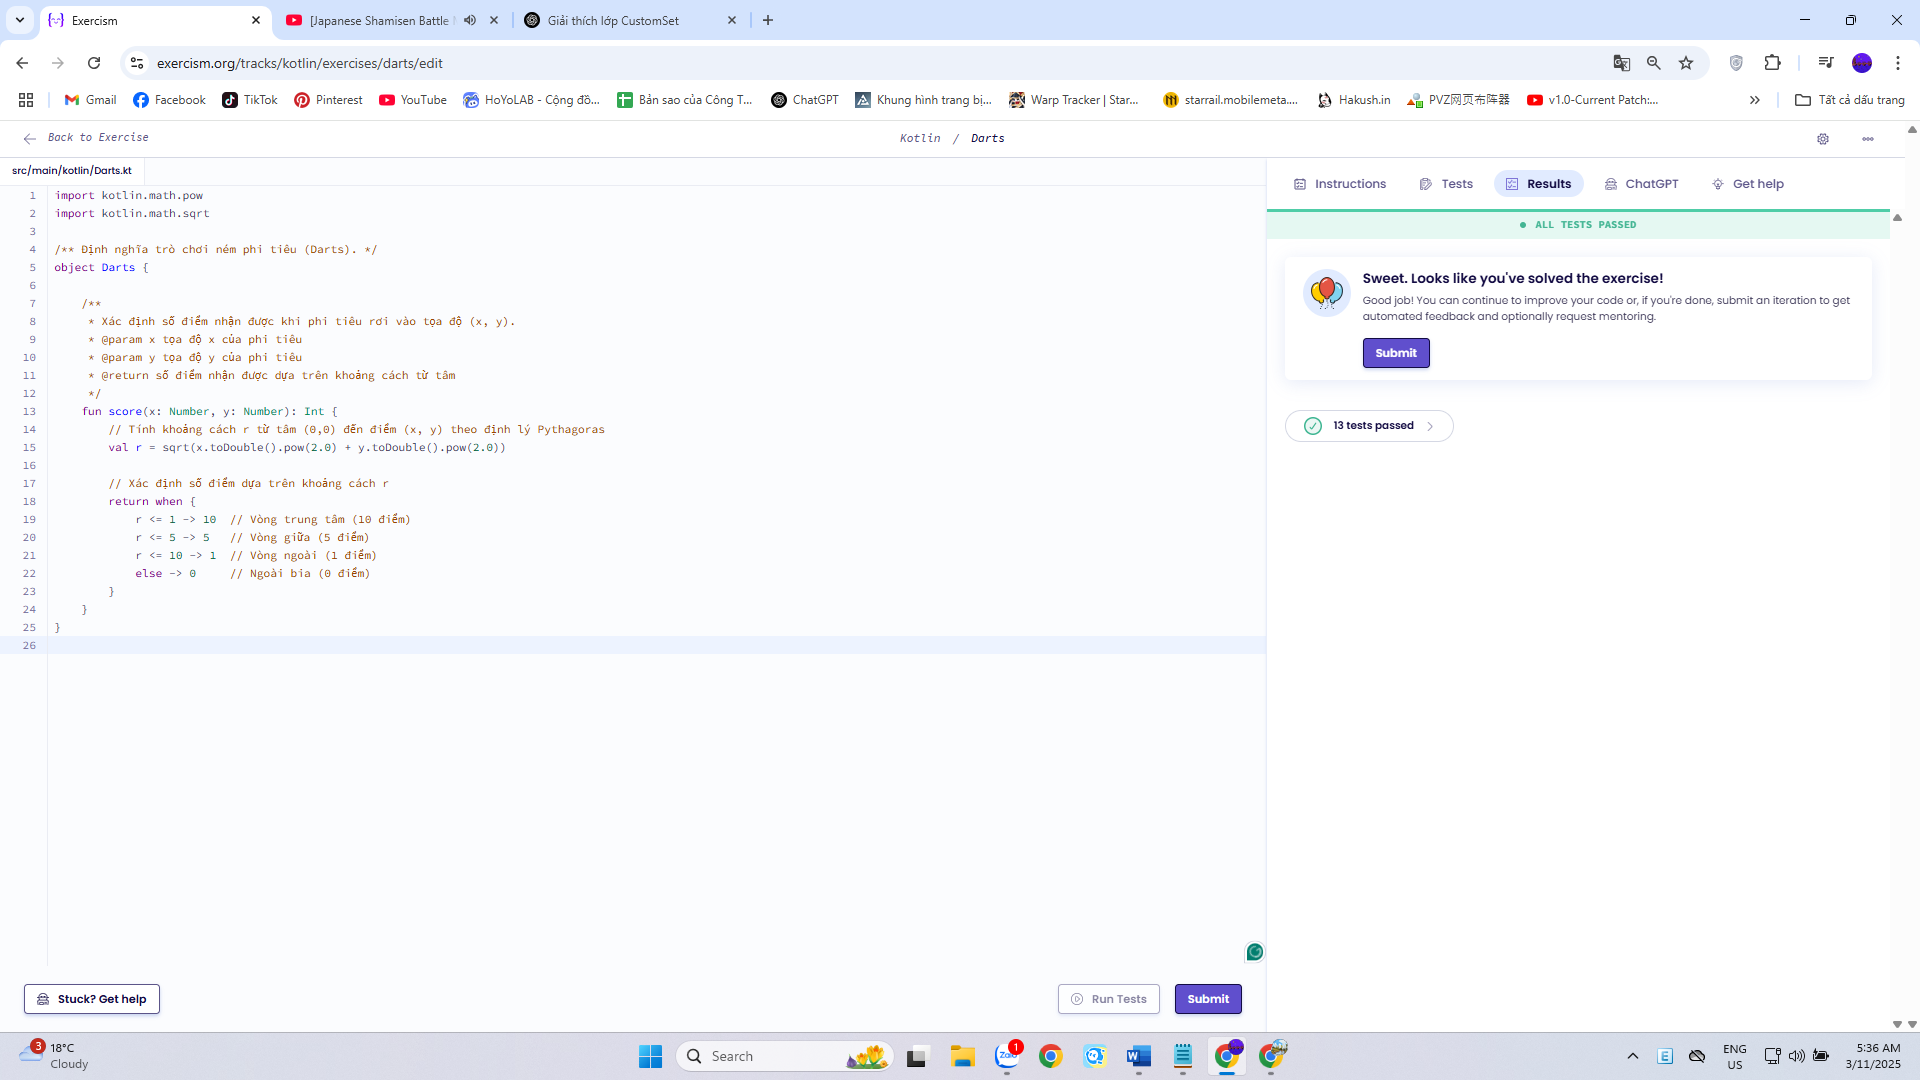 Exercism
[Japanese Shamisen Battle
Giải thích lớp CustomSet
exercism.org/tracks/kotlin/exercises/darts/edit
Gmail
Facebook
TikTok
Pinterest
YouTube
HoYoLAB - Cộng đồ...
Bản sao của Công T...
ChatGPT
Khung hình trang bị...
Warp Tracker | Star...
starrail.mobilemeta....
Hakush.in
PVZ网页布阵器
v1.0-Current Patch:...
Tất cả dấu trang
Back to Exercise
Kotlin / Darts
src/main/kotlin/Darts.kt
1 import kotlin.math.pow
2 import kotlin.math.sqrt
3
4 /** Định nghĩa trò chơi ném phi tiêu (Darts). */
5 object Darts {
6
7 /**
8 * Xác định số điểm nhận được khi phi tiêu rơi vào tọa độ (x, y).
9 * @param x tọa độ x của phi tiêu
10 * @param y tọa độ y của phi tiêu
11 * @return số điểm nhận được dựa trên khoảng cách từ tâm
12 */
13 fun score(x: Number, y: Number): Int {
14 // Tính khoảng cách r từ tâm (0,0) đến điểm (x, y) theo định lý Pythagoras
15 val r = sqrt(x.toDouble().pow(2.0) + y.toDouble().pow(2.0))
16
17 // Xác định số điểm dựa trên khoảng cách r
18 return when {
19 r <= 1 -> 10 // Vòng trung tâm (10 điểm)
20 r <= 5 -> 5 // Vòng giữa (5 điểm)
21 r <= 10 -> 1 // Vòng ngoài (1 điểm)
22 else -> 0 // Ngoài bia (0 điểm)
23 }
24 }
25 }
26
Stuck? Get help
Run Tests
Submit
Instructions
Tests
Results
ChatGPT
Get help
ALL TESTS PASSED
Sweet. Looks like you've solved the exercise!
Good job! You can continue to improve your code or, if you're done, submit an iteration to get
automated feedback and optionally request mentoring.
Submit
13 tests passed
3
18°C
Cloudy
Search
Zalo
1
ENG
US
5:36 AM
3/11/2025